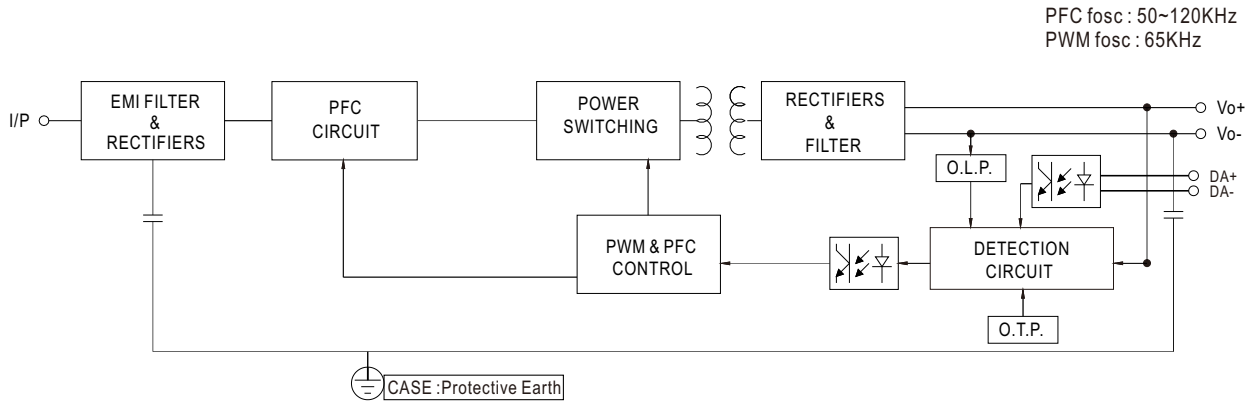 PFC fosc : 50~120KHz
PWM fosc : 65KHz
I/P
EMI FILTER
&
RECTIFIERS
PFC
CIRCUIT
POWER
SWITCHING
RECTIFIERS
&
FILTER
Vo+
Vo-
O.L.P.
DA+
DA-
PWM & PFC
CONTROL
DETECTION
CIRCUIT
O.T.P.
CASE : Protective Earth